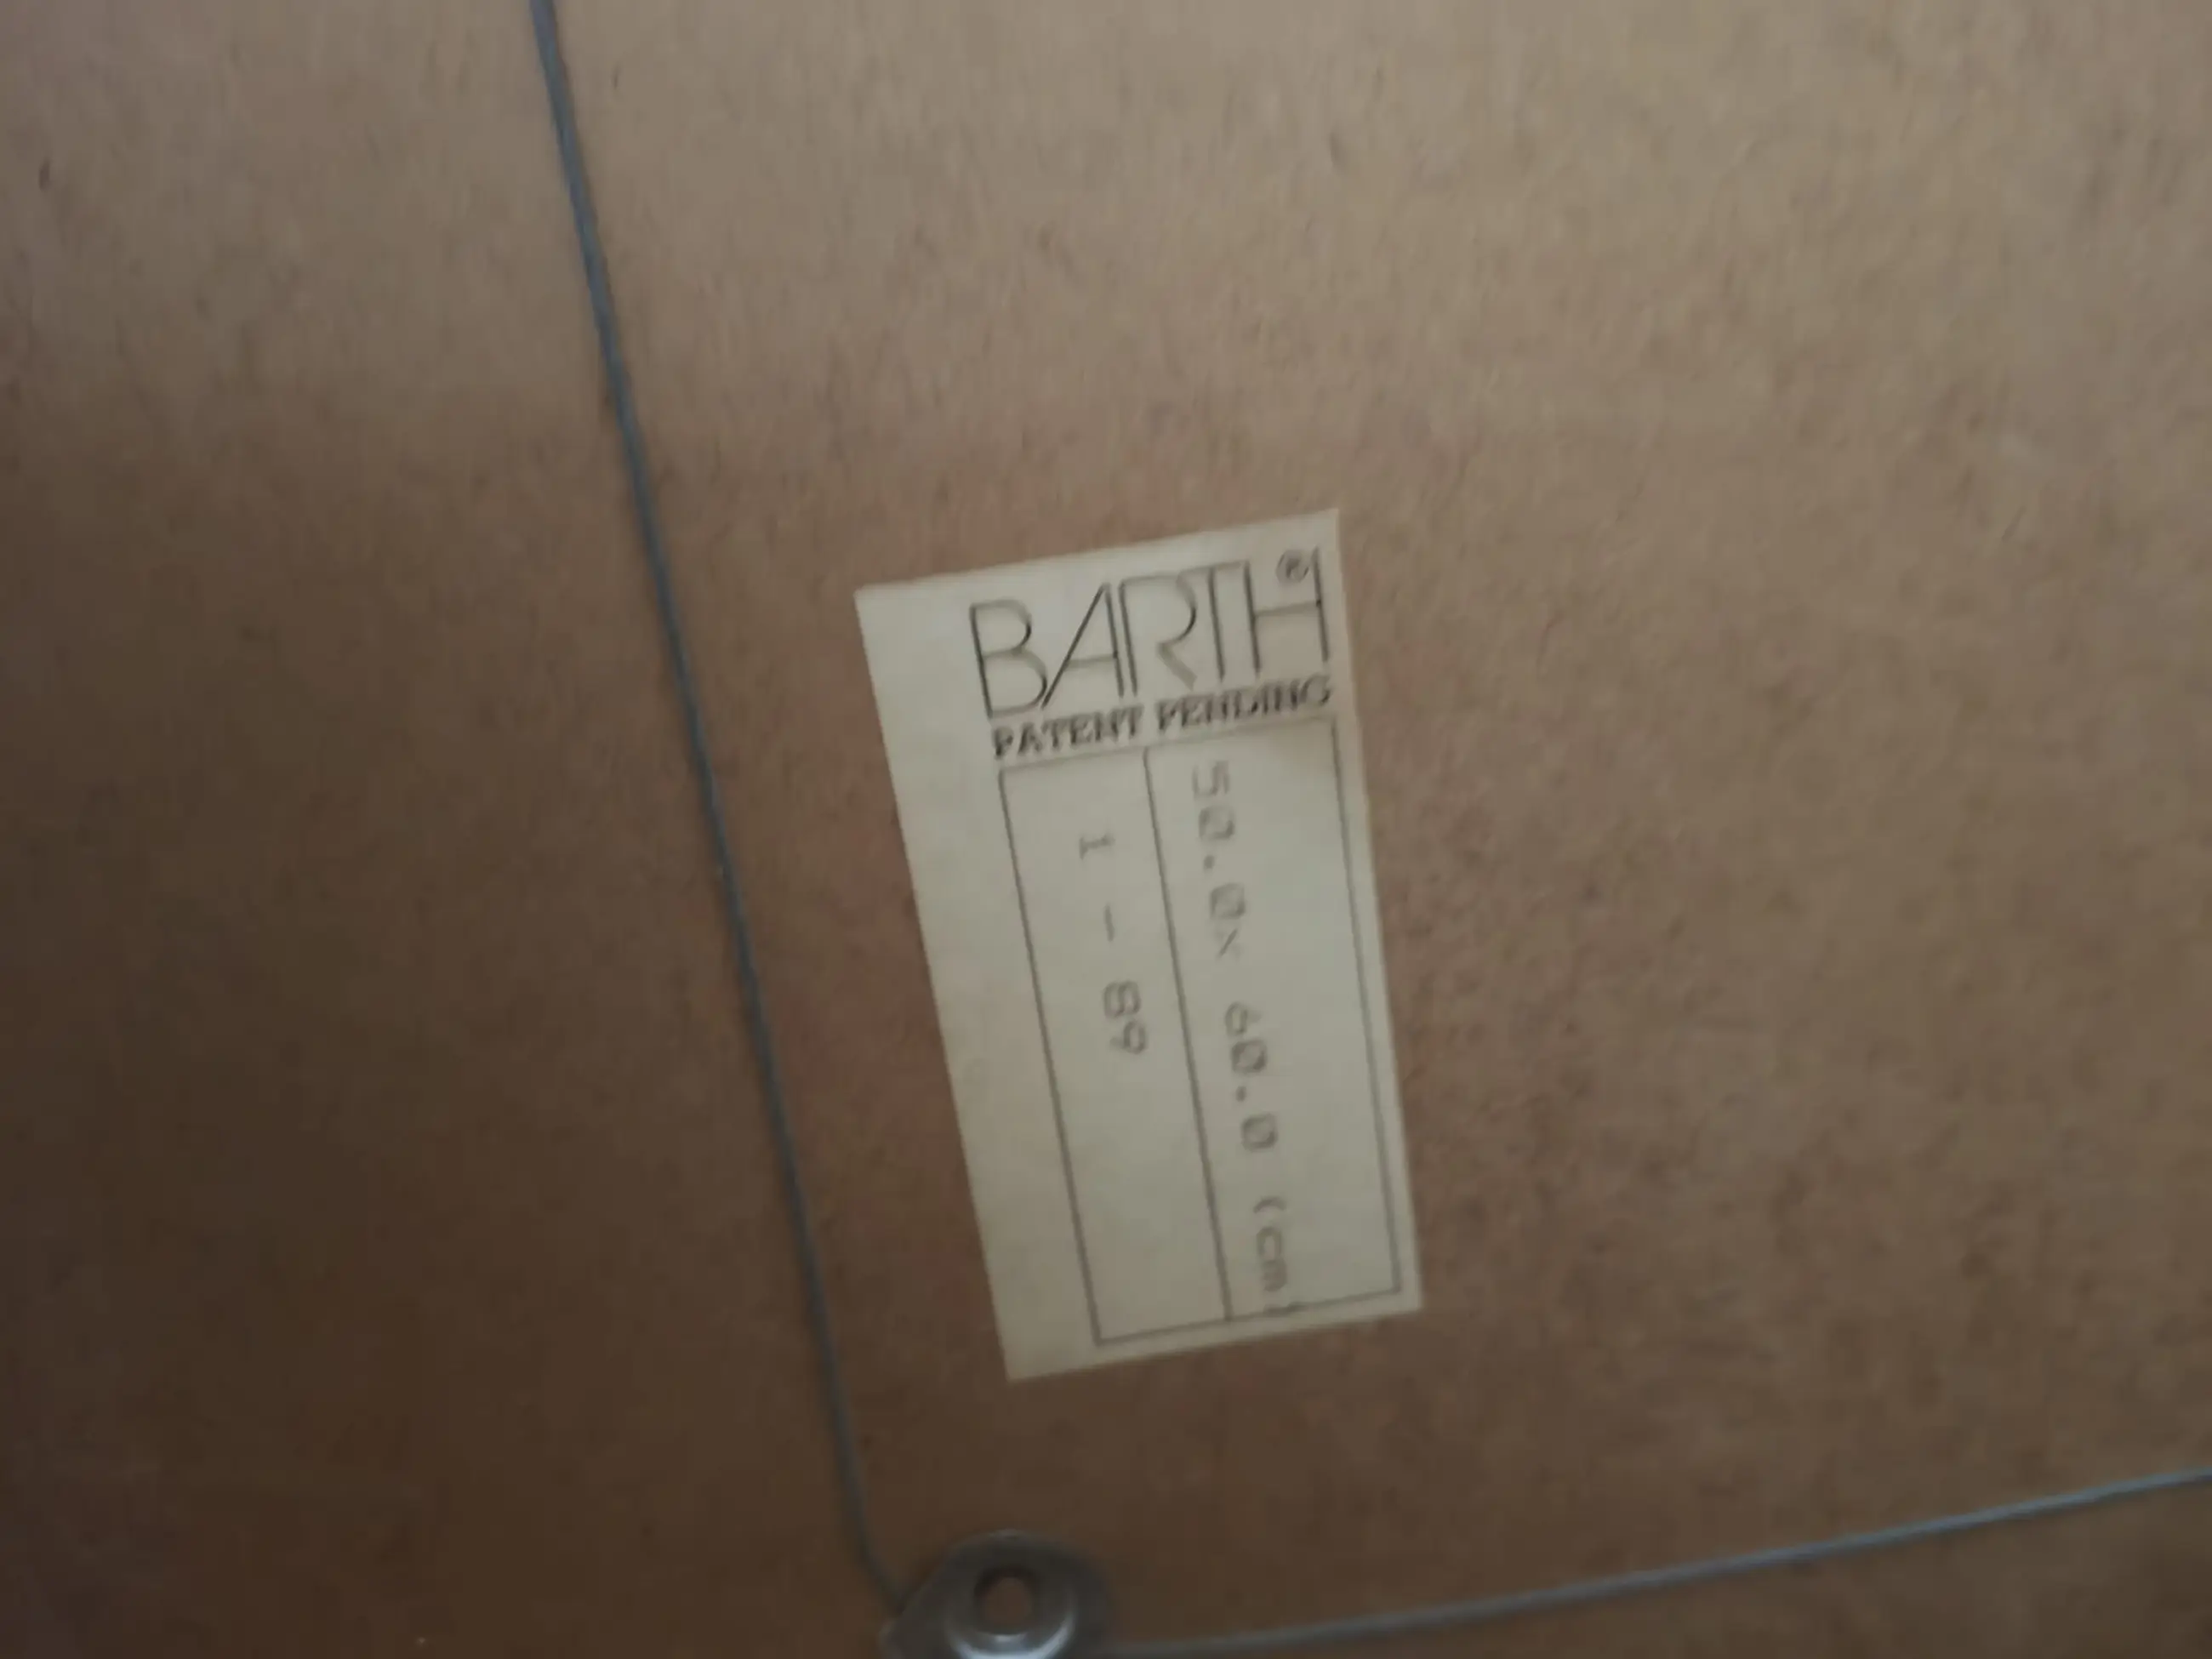 BARTH®
PATENT PENDING
50.0x 60.0 (cm)
1 - 89